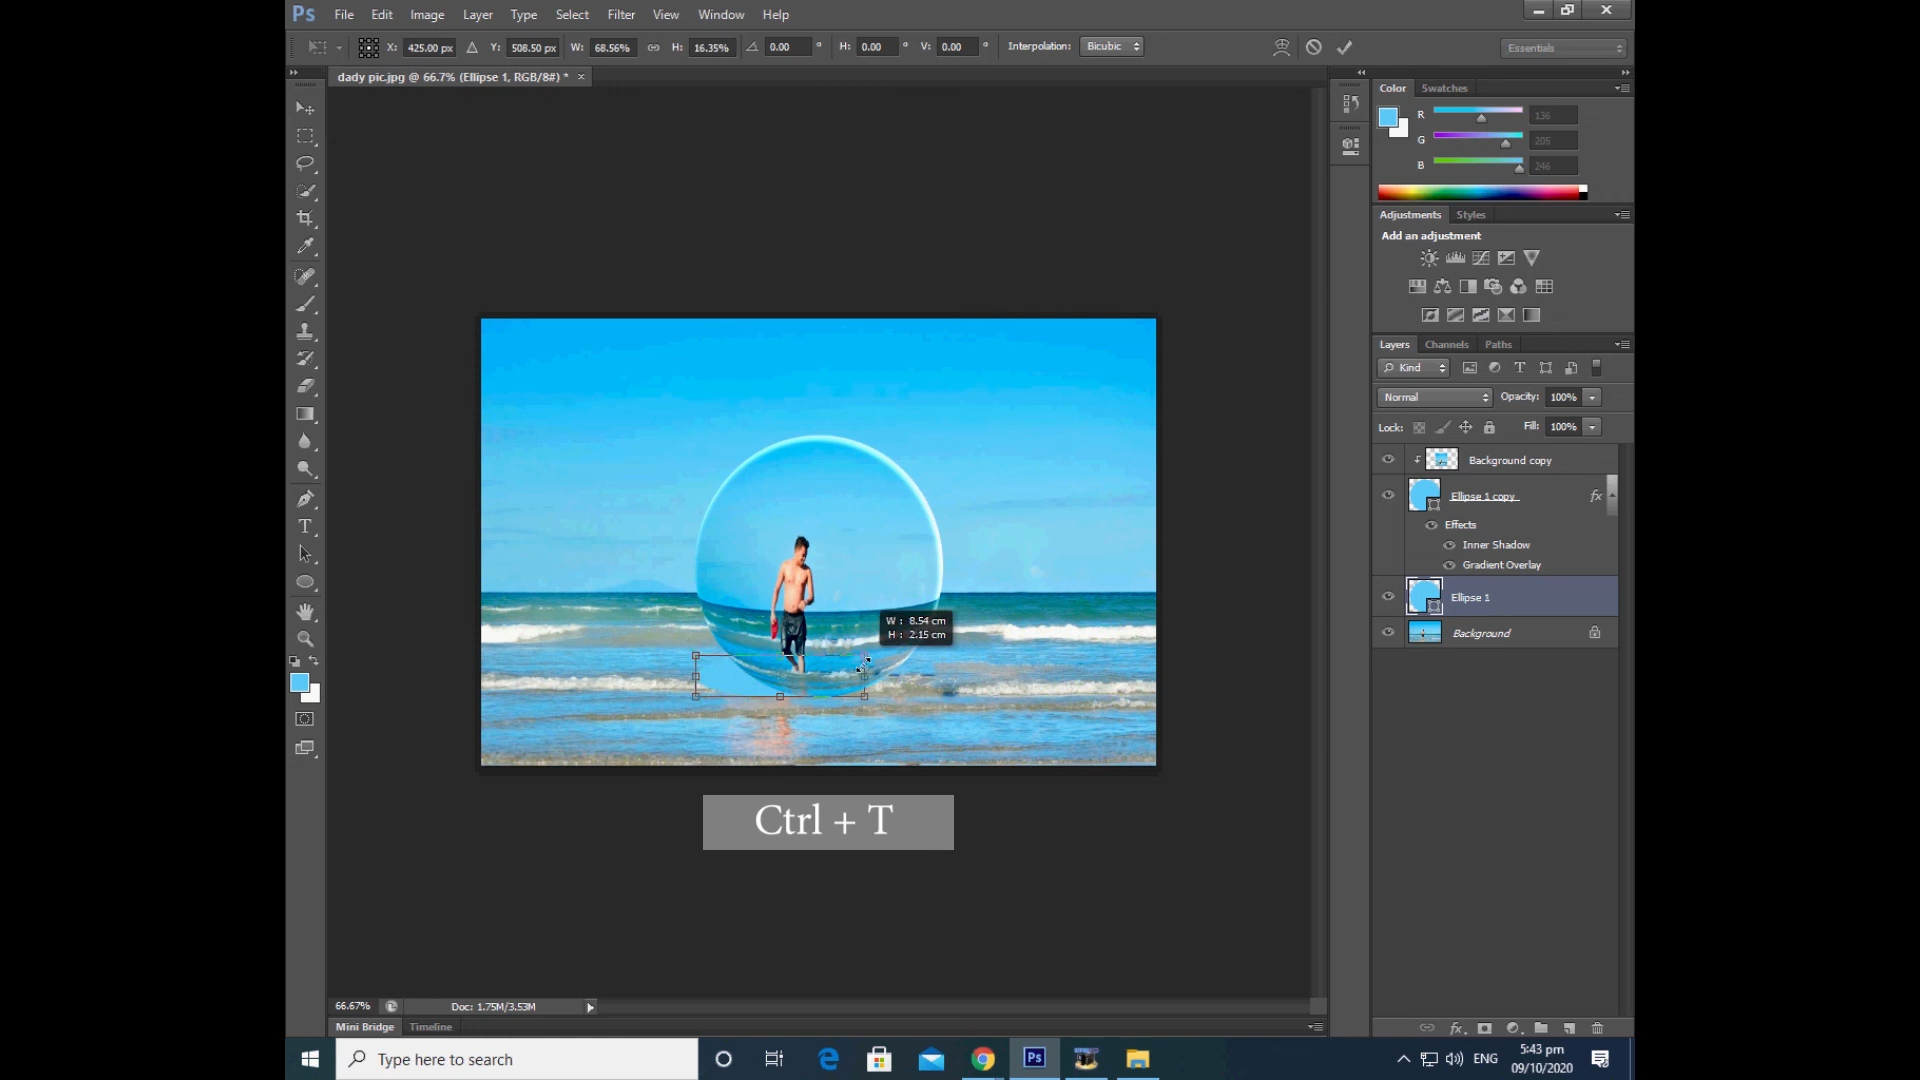 Ps File Edit Image Layer Type Select Filter View Window Help
X: 425.00 px Y: 508.50 px W: 68.56% H: 16.35% 0.00 ° H: 0.00 ° V: 0.00 ° Interpolation: Bicubic Essentials
dady pic.jpg @ 66.7% (Ellipse 1, RGB/8#) * ×
Color Swatches
R 136
G 205
B 246
Adjustments Styles
Add an adjustment
Layers Channels Paths
Kind
Normal Opacity: 100%
Lock: Fill: 100%
Background copy
Ellipse 1 copy fx
Effects
Inner Shadow
Gradient Overlay
Ellipse 1
Background
W : 8.54 cm
H : 2.15 cm
Ctrl + T
66.67% Doc: 1.75M/3.53M
Mini Bridge Timeline
Type here to search
Ps
ENG
5:43 pm
09/10/2020